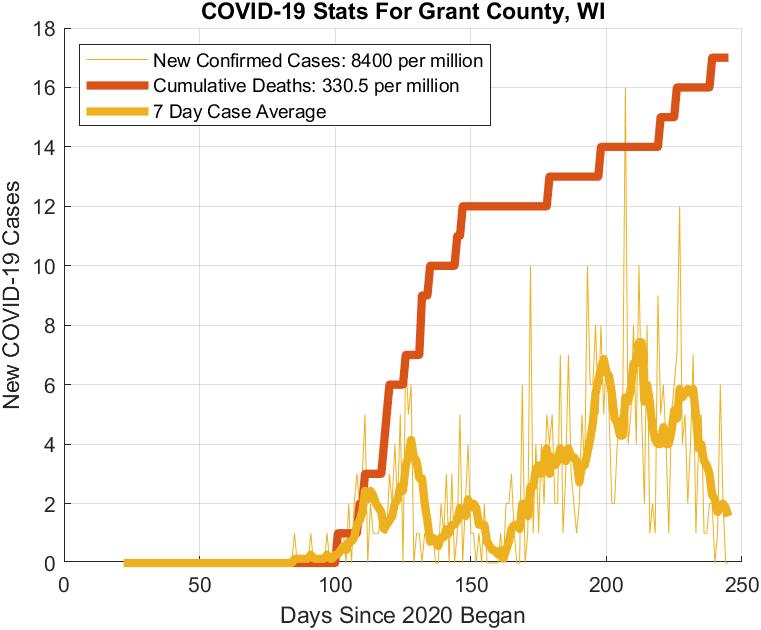 COVID-19 Stats For Grant County, WI
New Confirmed Cases: 8400 per million
Cumulative Deaths: 330.5 per million
7 Day Case Average
New COVID-19 Cases
18
16
14
12
10
8
6
4
2
0
0 50 100 150 200 250
Days Since 2020 Began